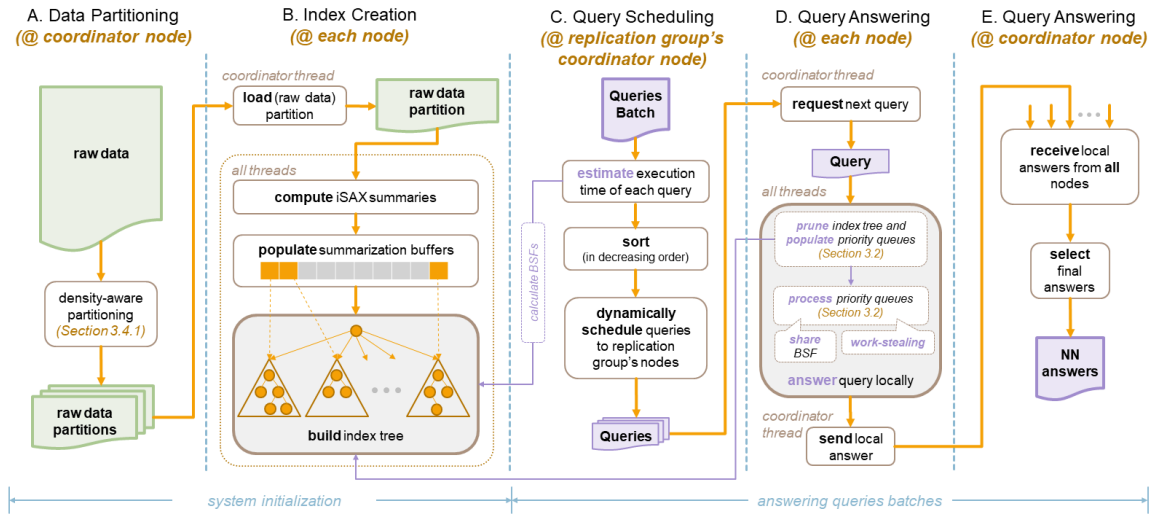 A. Data Partitioning
(@ coordinator node)
raw data
density-aware
partitioning
(Section 3.4.1)
raw data
partitions
B. Index Creation
(@ each node)
coordinator thread
load (raw data)
partition
raw data
partition
all threads
compute iSAX summaries
populate summarization buffers
build index tree
C. Query Scheduling
(@ replication group's
coordinator node)
Queries
Batch
estimate execution
time of each query
calculate BSFs
sort
(in decreasing order)
dynamically
schedule queries
to replication
group's nodes
Queries
D. Query Answering
(@ each node)
coordinator thread
request next query
Query
all threads
prune index tree and
populate priority queues
(Section 3.2)
process priority queues
(Section 3.2)
share
BSF
work-stealing
answer query locally
coordinator
thread
send local
answer
E. Query Answering
(@ coordinator node)
receive local
answers from all
nodes
select
final
answers
NN
answers
system initialization
answering queries batches